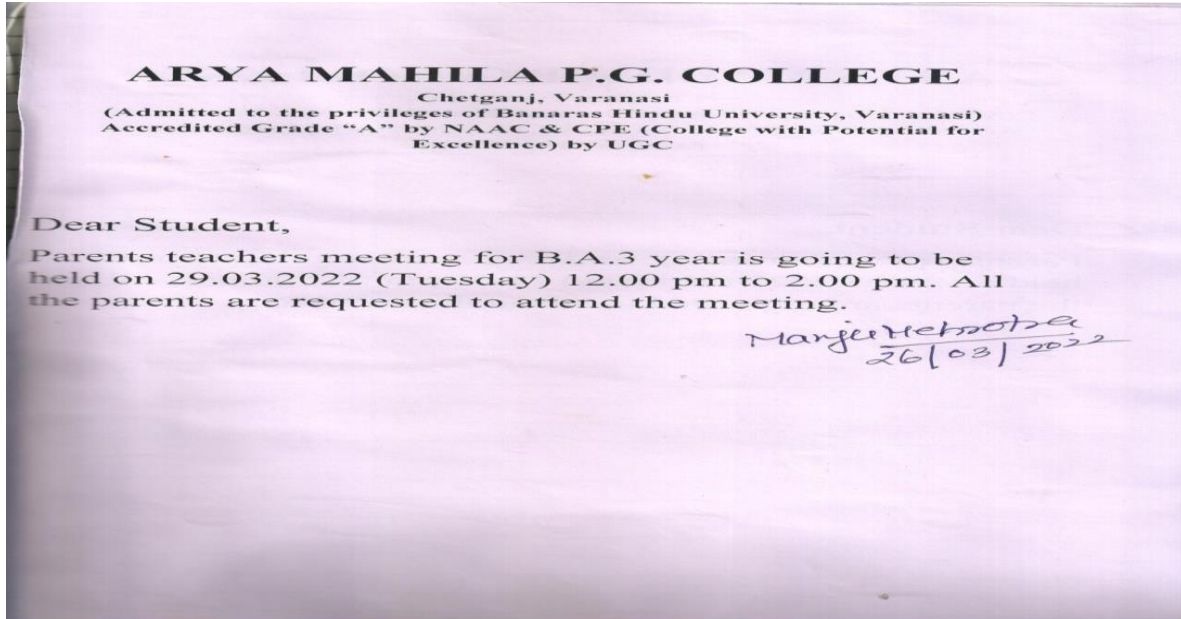 ARYA MAHILA P.G. COLLEGE
Chetganj, Varanasi
(Admitted to the privileges of Banaras Hindu University, Varanasi)
Accredited Grade “A” by NAAC & CPE (College with Potential for
Excellence) by UGC
Dear Student,
Parents teachers meeting for B.A.3 year is going to be
held on 29.03.2022 (Tuesday) 12.00 pm to 2.00 pm. All
the parents are requested to attend the meeting.
Manju Mehrotra
26/03/2022